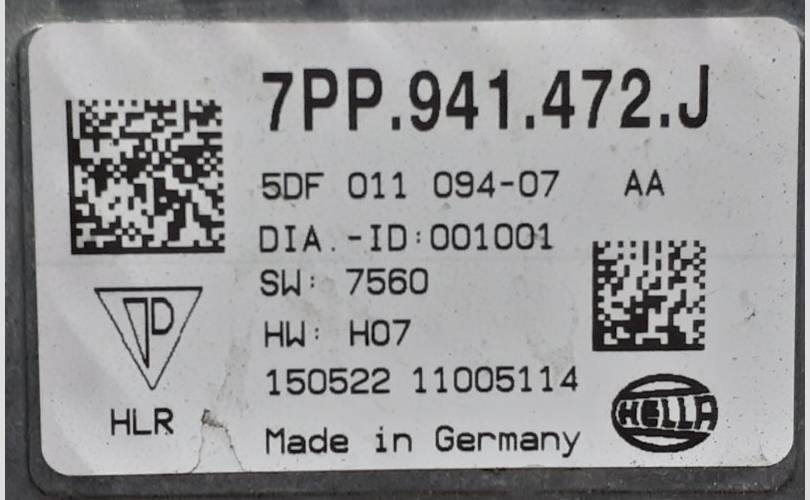 7PP.941.472.J
5DF 011 094-07 AA
DIA.-ID:001001
SW: 7560
HW: H07
150522 11005114
HLR
Made in Germany
HELLA